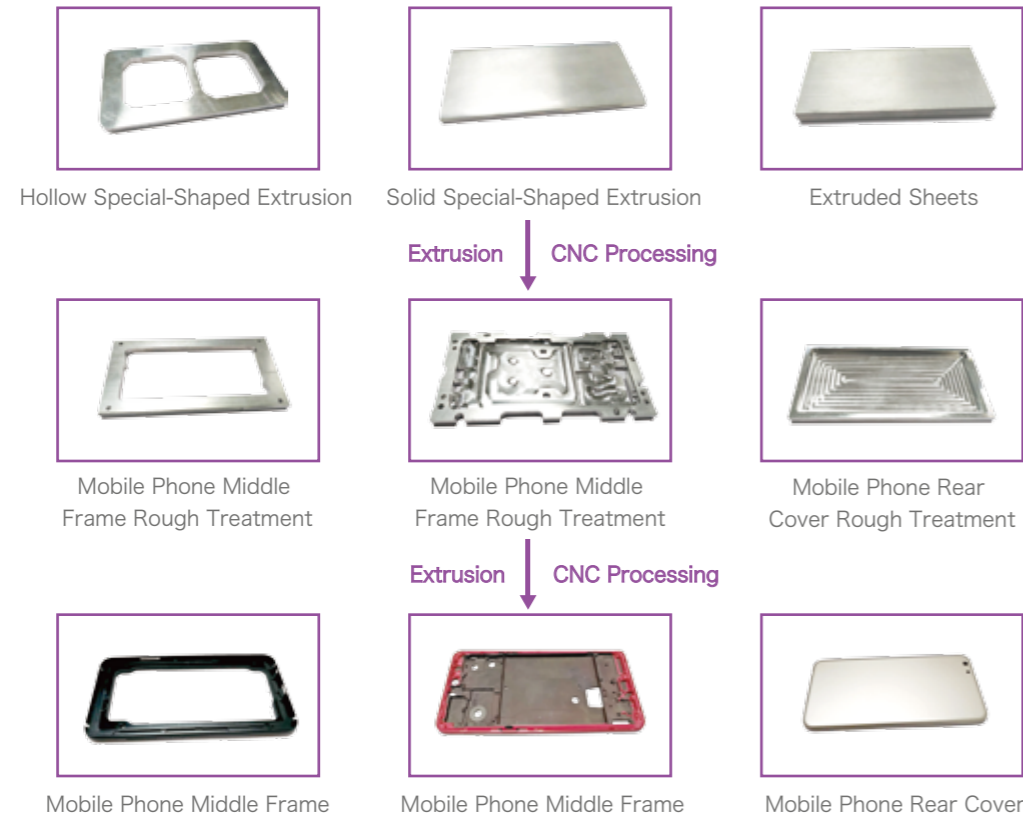 Hollow Special-Shaped Extrusion
Solid Special-Shaped Extrusion
Extruded Sheets
Extrusion
CNC Processing
Mobile Phone Middle
Frame Rough Treatment
Mobile Phone Middle
Frame Rough Treatment
Mobile Phone Rear
Cover Rough Treatment
Extrusion
CNC Processing
Mobile Phone Middle Frame
Mobile Phone Middle Frame
Mobile Phone Rear Cover